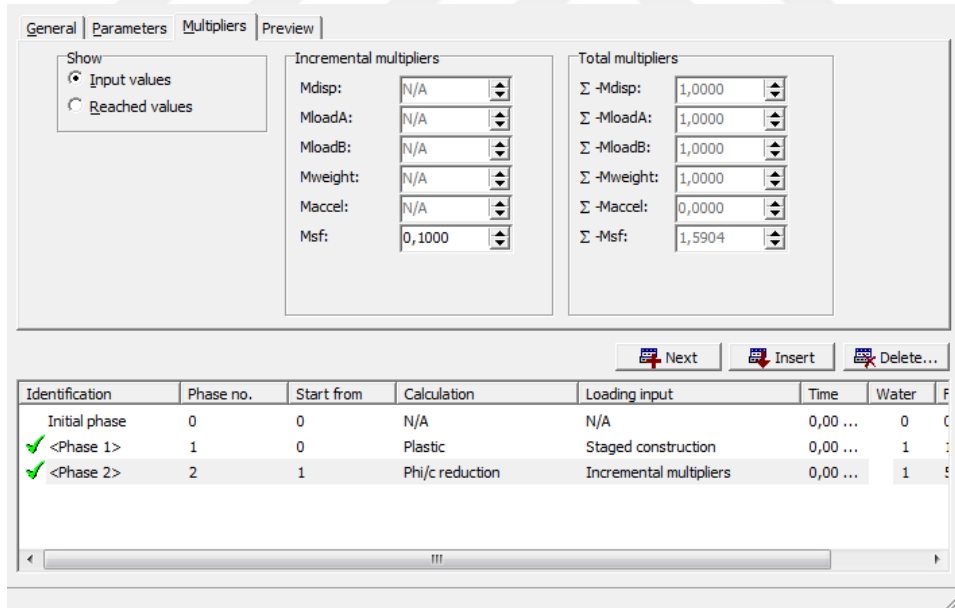 General Parameters Multipliers Preview
Show
Input values
Reached values
Incremental multipliers
Mdisp: N/A
MloadA: N/A
MloadB: N/A
Mweight: N/A
Maccel: N/A
Msf: 0,1000
Total multipliers
Σ -Mdisp: 1,0000
Σ -MloadA: 1,0000
Σ -MloadB: 1,0000
Σ -Mweight: 1,0000
Σ -Maccel: 0,0000
Σ -Msf: 1,5904
Next Insert Delete...
Identification Phase no. Start from Calculation Loading input Time Water F
Initial phase 0 0 N/A N/A 0,00 ... 0
<Phase 1> 1 0 Plastic Staged construction 0,00 ... 1
<Phase 2> 2 1 Phi/c reduction Incremental multipliers 0,00 ... 1